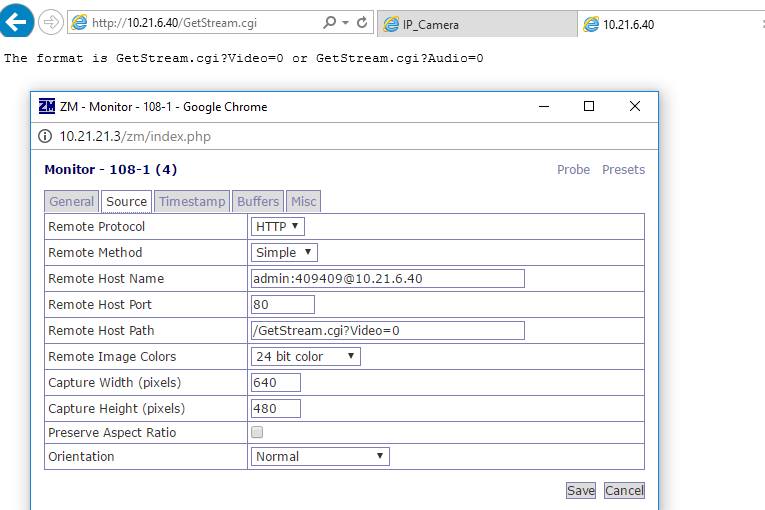 http://10.21.6.40/GetStream.cgi
IP_Camera
10.21.6.40
The format is GetStream.cgi?Video=0 or GetStream.cgi?Audio=0
ZM ZM - Monitor - 108-1 - Google Chrome
10.21.21.3/zm/index.php
Monitor - 108-1 (4) Probe Presets
General Source Timestamp Buffers Misc
Remote Protocol HTTP
Remote Method Simple
Remote Host Name admin:409409@10.21.6.40
Remote Host Port 80
Remote Host Path /GetStream.cgi?Video=0
Remote Image Colors 24 bit color
Capture Width (pixels) 640
Capture Height (pixels) 480
Preserve Aspect Ratio
Orientation Normal
Save Cancel